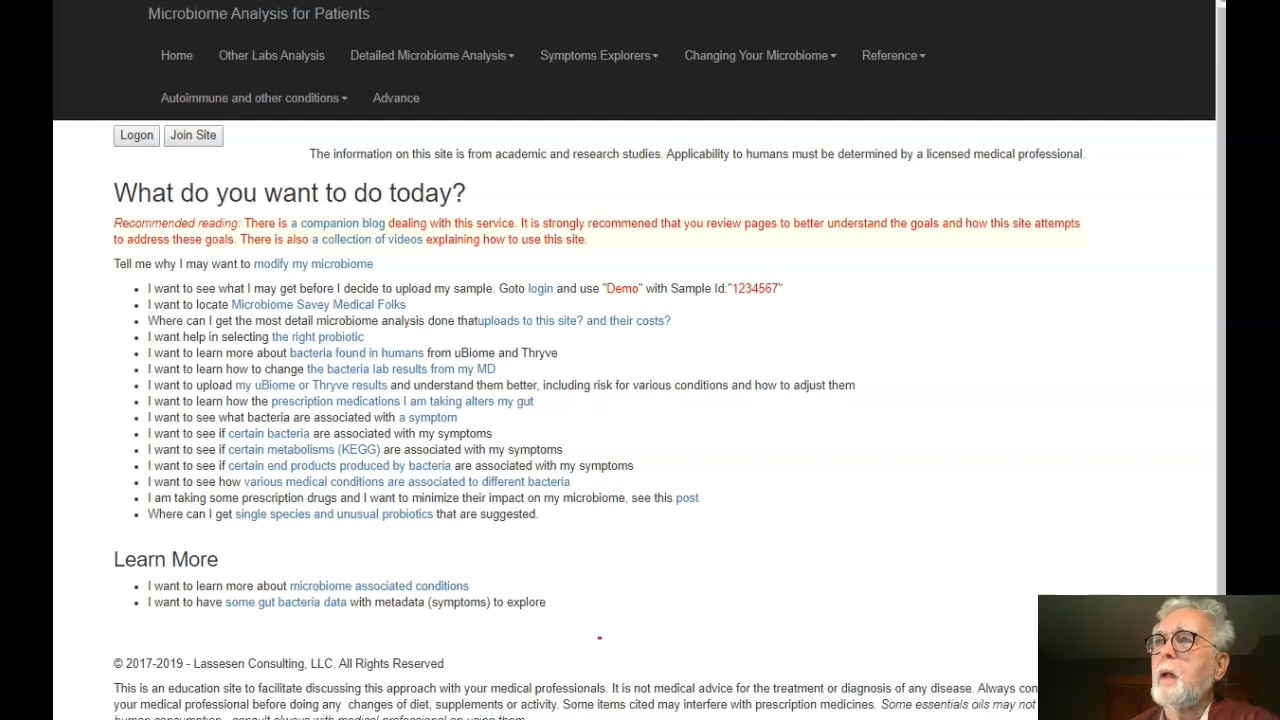 Microbiome Analysis for Patients
Home Other Labs Analysis Detailed Microbiome Analysis Symptoms Explorers Changing Your Microbiome Reference
Autoimmune and other conditions Advance
Logon Join Site
The information on this site is from academic and research studies. Applicability to humans must be determined by a licensed medical professional.
What do you want to do today?
Recommended reading: There is a companion blog dealing with this service. It is strongly recommened that you review pages to better understand the goals and how this site attempts
to address these goals. There is also a collection of videos explaining how to use this site.
Tell me why I may want to modify my microbiome
I want to see what I may get before I decide to upload my sample. Goto login and use "Demo" with Sample Id:"1234567"
I want to locate Microbiome Savey Medical Folks
Where can I get the most detail microbiome analysis done thatuploads to this site? and their costs?
I want help in selecting the right probiotic
I want to learn more about bacteria found in humans from uBiome and Thryve
I want to learn how to change the bacteria lab results from my MD
I want to upload my uBiome or Thryve results and understand them better, including risk for various conditions and how to adjust them
I want to learn how the prescription medications I am taking alters my gut
I want to see what bacteria are associated with a symptom
I want to see if certain bacteria are associated with my symptoms
I want to see if certain metabolisms (KEGG) are associated with my symptoms
I want to see if certain end products produced by bacteria are associated with my symptoms
I want to see how various medical conditions are associated to different bacteria
I am taking some prescription drugs and I want to minimize their impact on my microbiome, see this post
Where can I get single species and unusual probiotics that are suggested.
Learn More
I want to learn more about microbiome associated conditions
I want to have some gut bacteria data with metadata (symptoms) to explore
© 2017-2019 - Lassesen Consulting, LLC. All Rights Reserved
This is an education site to facilitate discussing this approach with your medical professionals. It is not medical advice for the treatment or diagnosis of any disease. Always con
your medical professional before doing any changes of diet, supplements or activity. Some items cited may interfere with prescription medicines. Some essentials oils may not
human consumption - consult always with medical professional on using them